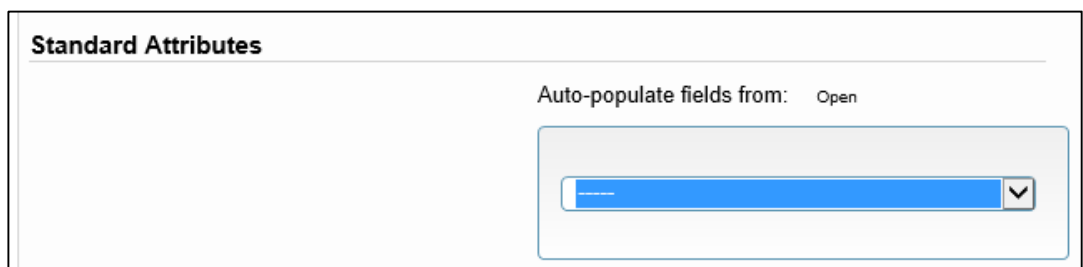 Standard Attributes
Auto-populate fields from: Open
-----